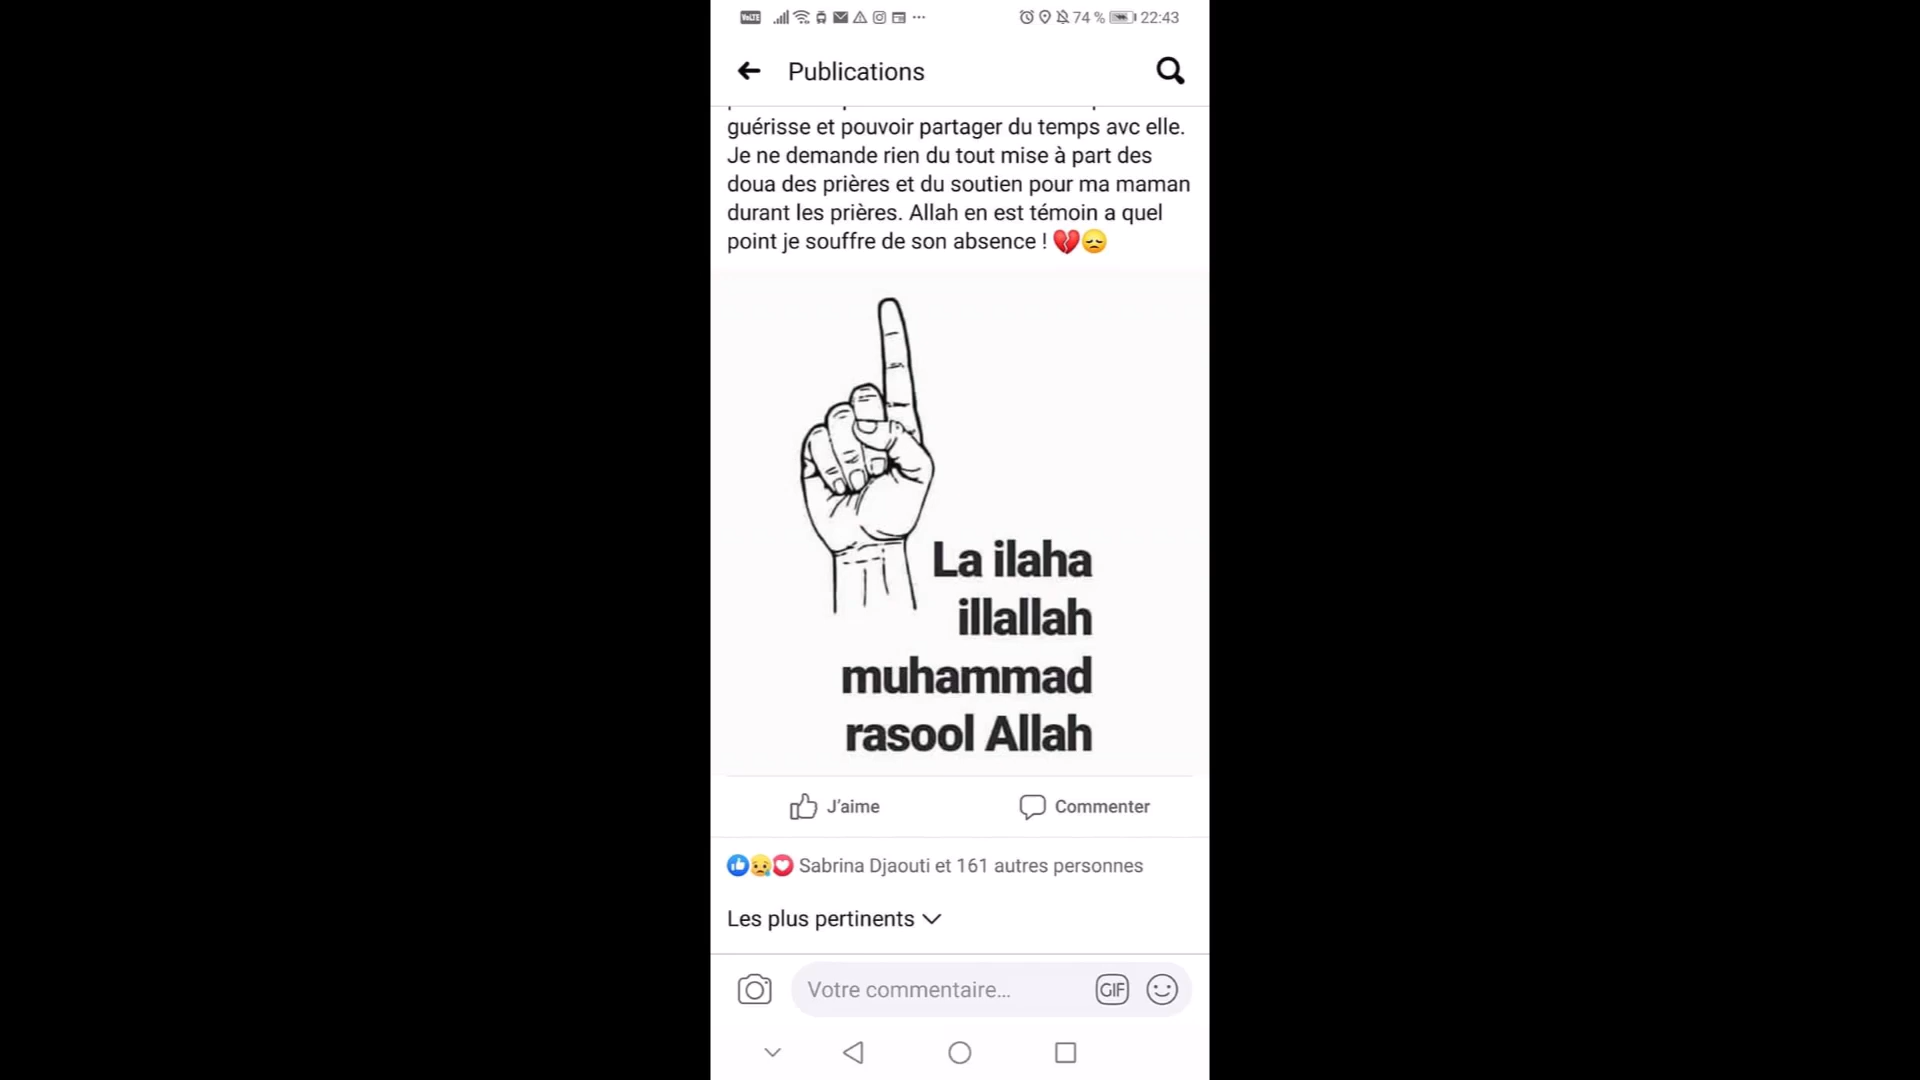 VoLTE 74 % 22:43
Publications
guérisse et pouvoir partager du temps avc elle.
Je ne demande rien du tout mise à part des
doua des prières et du soutien pour ma maman
durant les prières. Allah en est témoin a quel
point je souffre de son absence ! 💔😞
La ilaha
illallah
muhammad
rasool Allah
J'aime Commenter
Sabrina Djaouti et 161 autres personnes
Les plus pertinents
Votre commentaire... GIF